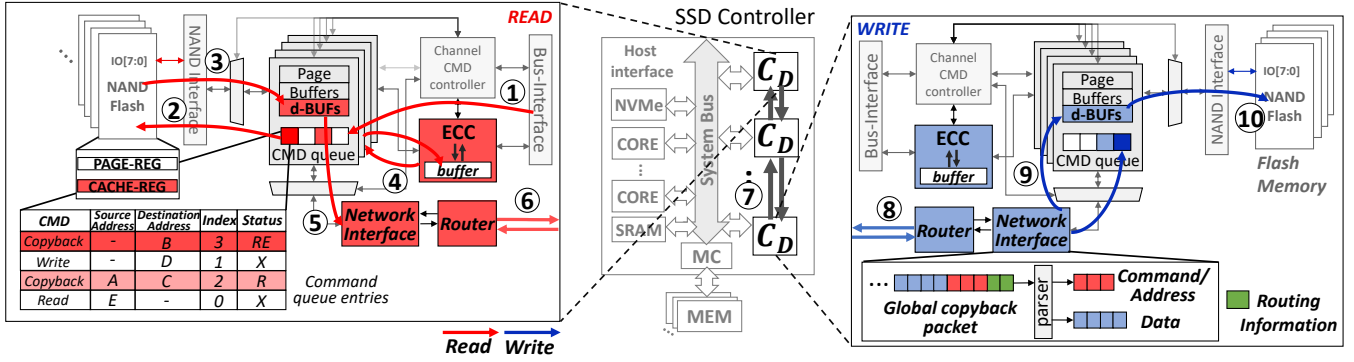 READ
IO[7:0]
NAND
Flash
NAND Interface
③
②
Page
Buffers
d-BUFs
CMD queue
Channel
CMD
controller
①
Bus-Interface
ECC
buffer
④
⑤
PAGE-REG
CACHE-REG
Network
Interface
Router
⑥
CMD Source Address Destination Address Index Status
Copyback - B 3 RE
Write - D 1 X
Copyback A C 2 R
Read E - 0 X
Command
queue entries
Read
Write
SSD Controller
Host
interface
NVMe
CORE
⋮
CORE
SRAM
System Bus
MC
MEM
C_D
C_D
⑦
C_D
WRITE
Bus-Interface
Channel
CMD
controller
ECC
buffer
Page
Buffers
d-BUFs
CMD queue
⑨
NAND Interface
IO[7:0]
NAND
Flash
⑩
Flash
Memory
⑧
Router
Network
Interface
...
Global copyback
packet
parser
Command/
Address
Data
Routing
Information